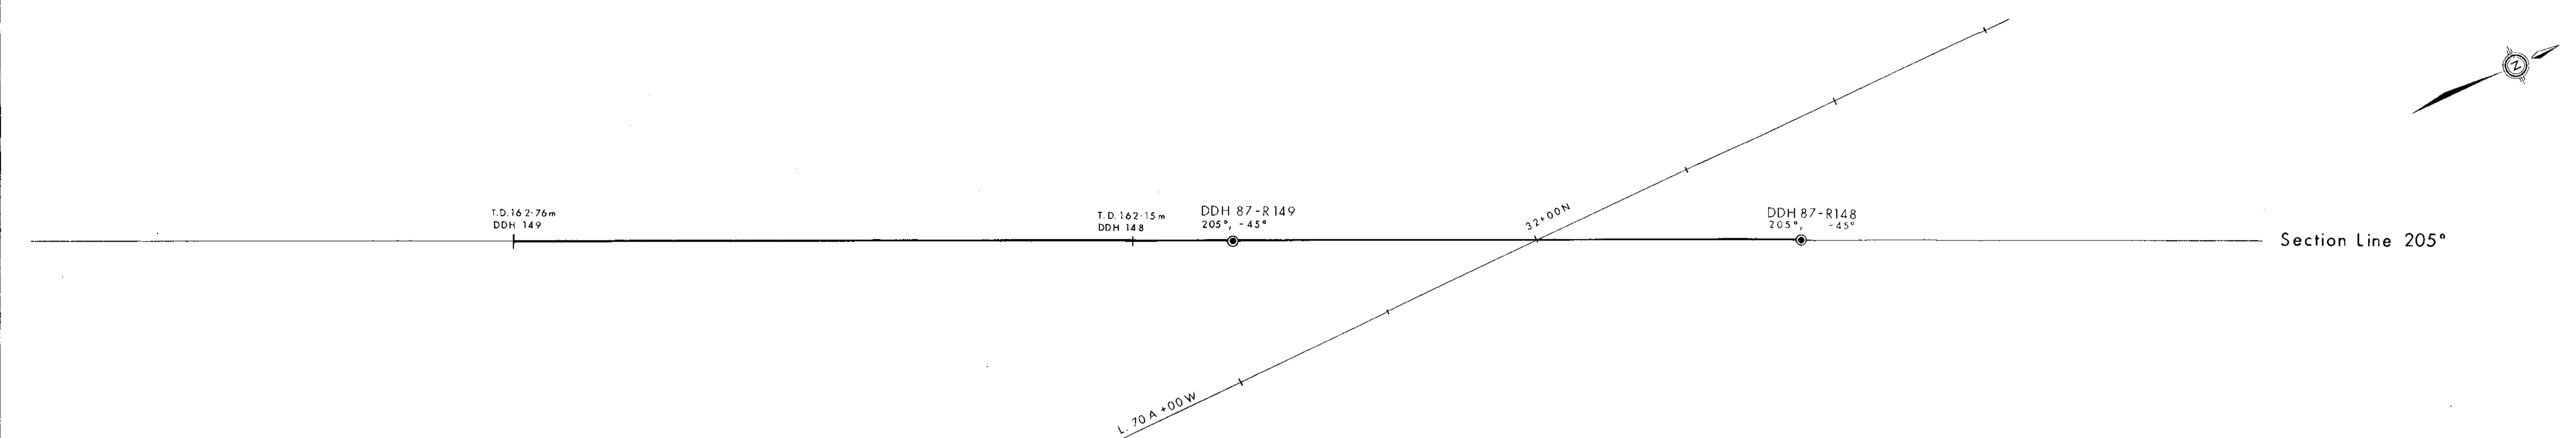 N
T.D. 162·76m
DDH 149
T.D. 162·15m
DDH 148
DDH 87-R149
205°, -45°
32+00N
DDH 87-R148
205°, -45°
Section Line 205°
L. 70A+00W